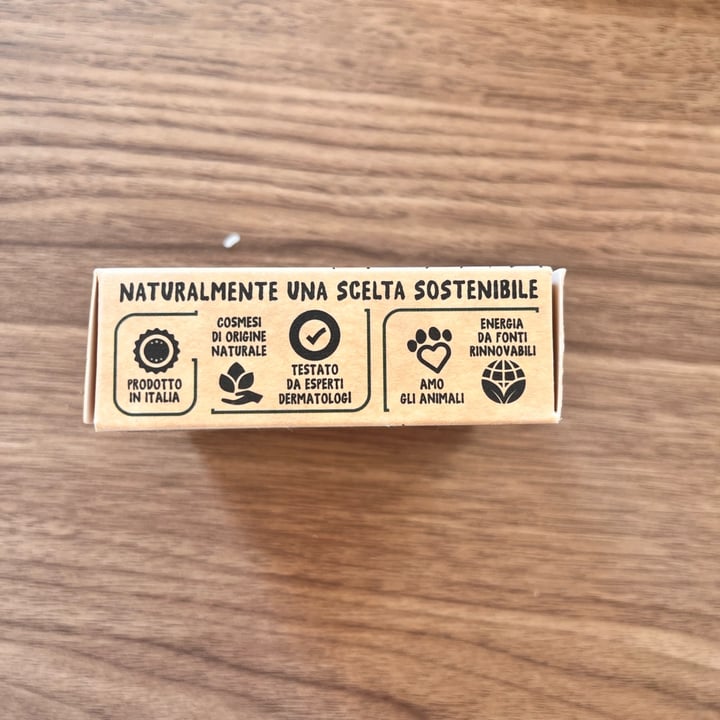 NATURALMENTE UNA SCELTA SOSTENIBILE
PRODOTTO
IN ITALIA
COSMESI
DI ORIGINE
NATURALE
TESTATO
DA ESPERTI
DERMATOLOGI
AMO
GLI ANIMALI
ENERGIA
DA FONTI
RINNOVABILI